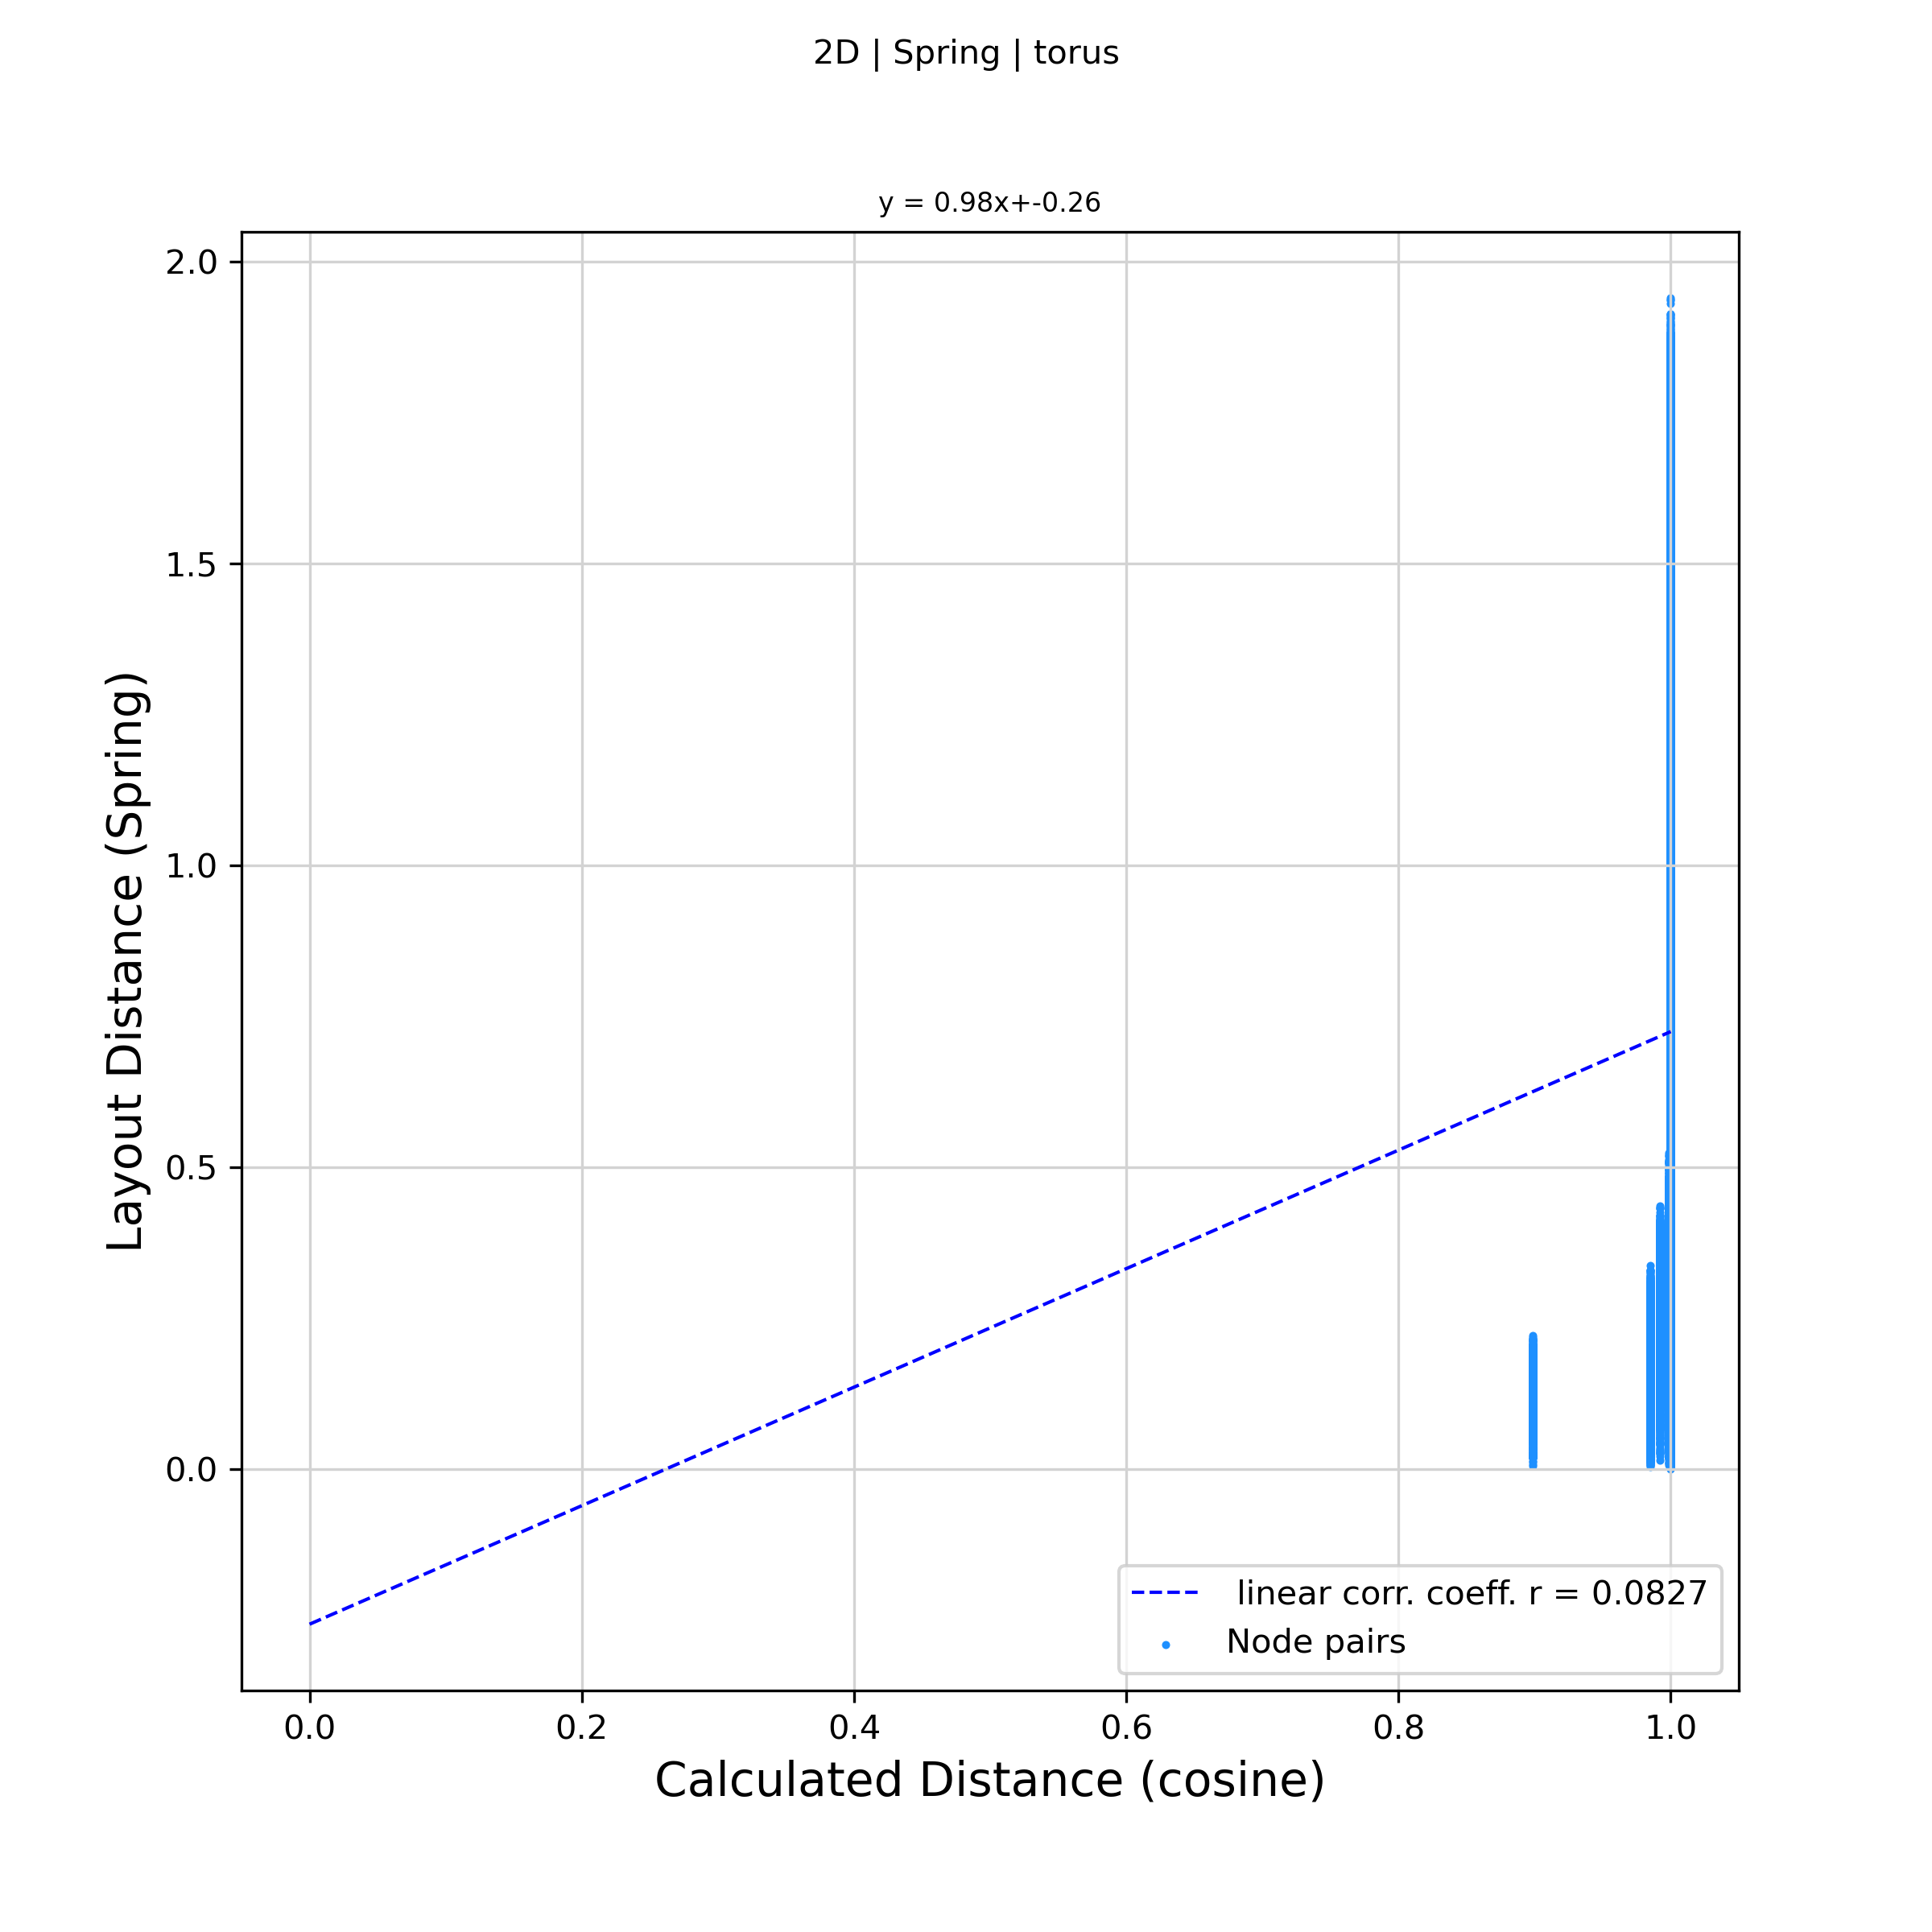 2D | Spring | torus
y = 0.98x+-0.26
2.0
1.5
1.0
0.5
0.0
Layout Distance (Spring)
linear corr. coeff. r = 0.0827
Node pairs
0.0 0.2 0.4 0.6 0.8 1.0
Calculated Distance (cosine)